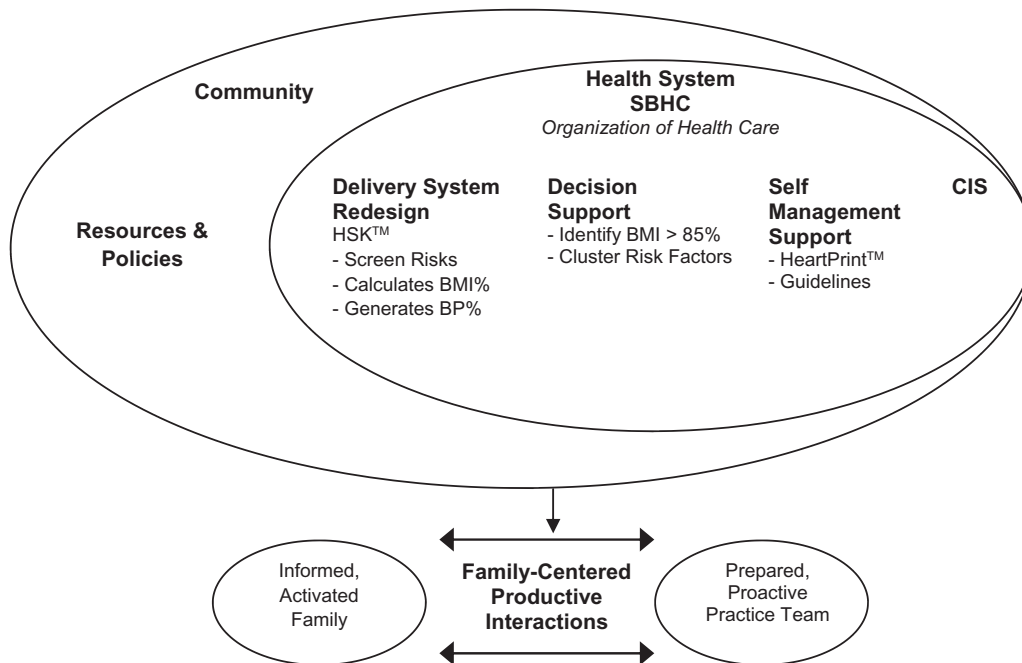 Community
Health System
SBHC
Organization of Health Care
Resources &
Policies
Delivery System
Redesign
HSK™
- Screen Risks
- Calculates BMI%
- Generates BP%
Decision
Support
- Identify BMI > 85%
- Cluster Risk Factors
Self
Management
Support
- HeartPrint™
- Guidelines
CIS
Informed,
Activated
Family
Family-Centered
Productive
Interactions
Prepared,
Proactive
Practice Team